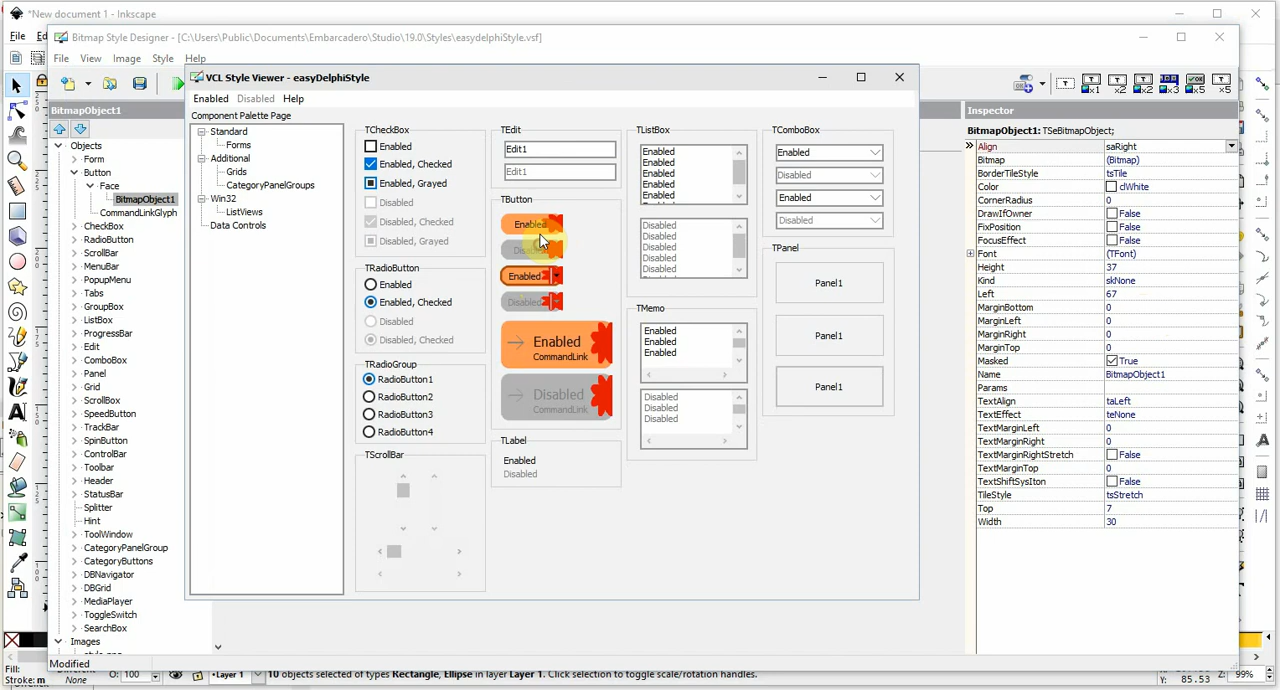 *New document 1 - Inkscape
File
Bitmap Style Designer - [C:\Users\Public\Documents\Embarcadero\Studio\19.0\Styles\easydelphiStyle.vsf]
File View Image Style Help
x1 x2 x2 x3 x5 x5
BitmapObject1
Objects
Form
Button
Face
BitmapObject1
CommandLinkGlyph
CheckBox
RadioButton
ScrollBar
MenuBar
PopupMenu
Tabs
GroupBox
ListBox
ProgressBar
Edit
ComboBox
Panel
Grid
ScrollBox
SpeedButton
TrackBar
SpinButton
ControlBar
Toolbar
Header
StatusBar
Splitter
Hint
ToolWindow
CategoryPanelGroup
CategoryButtons
DBNavigator
DBGrid
MediaPlayer
ToggleSwitch
SearchBox
Images
Modified
VCL Style Viewer - easyDelphiStyle
Enabled Disabled Help
Component Palette Page
Standard
Forms
Additional
Grids
CategoryPanelGroups
Win32
ListViews
Data Controls
TCheckBox
Enabled
Enabled, Checked
Enabled, Grayed
Disabled
Disabled, Checked
Disabled, Grayed
TRadioButton
Enabled
Enabled, Checked
Disabled
Disabled, Checked
TRadioGroup
RadioButton1
RadioButton2
RadioButton3
RadioButton4
TScrollBar
TEdit
Edit1
Edit1
TButton
Enabled
Enabled
Disabled
Enabled
CommandLink
Disabled
CommandLink
TLabel
Enabled
Disabled
TListBox
Enabled
Enabled
Enabled
Enabled
Enabled
Disabled
Disabled
Disabled
Disabled
Disabled
TMemo
Enabled
Enabled
Enabled
Disabled
Disabled
Disabled
TComboBox
Enabled
Disabled
Enabled
Disabled
TPanel
Panel1
Panel1
Panel1
Inspector
BitmapObject1: TSeBitmapObject;
Align saRight
Bitmap (Bitmap)
BorderTileStyle tsTile
Color clWhite
CornerRadius 0
DrawIfOwner False
FixPosition False
FocusEffect False
Font (TFont)
Height 37
Kind skNone
Left 67
MarginBottom 0
MarginLeft 0
MarginRight 0
MarginTop 0
Masked True
Name BitmapObject1
Params
TextAlign taLeft
TextEffect teNone
TextMarginLeft 0
TextMarginRight 0
TextMarginRightStretch False
TextMarginTop 0
TextShiftSysIton False
TileStyle tsStretch
Top 7
Width 30
Fill:
Stroke: m None
O: 100
Layer 1
10 objects selected of types Rectangle, Ellipse in layer Layer 1. Click selection to toggle scale/rotation handles.
Y: 85.53
Z: 99%